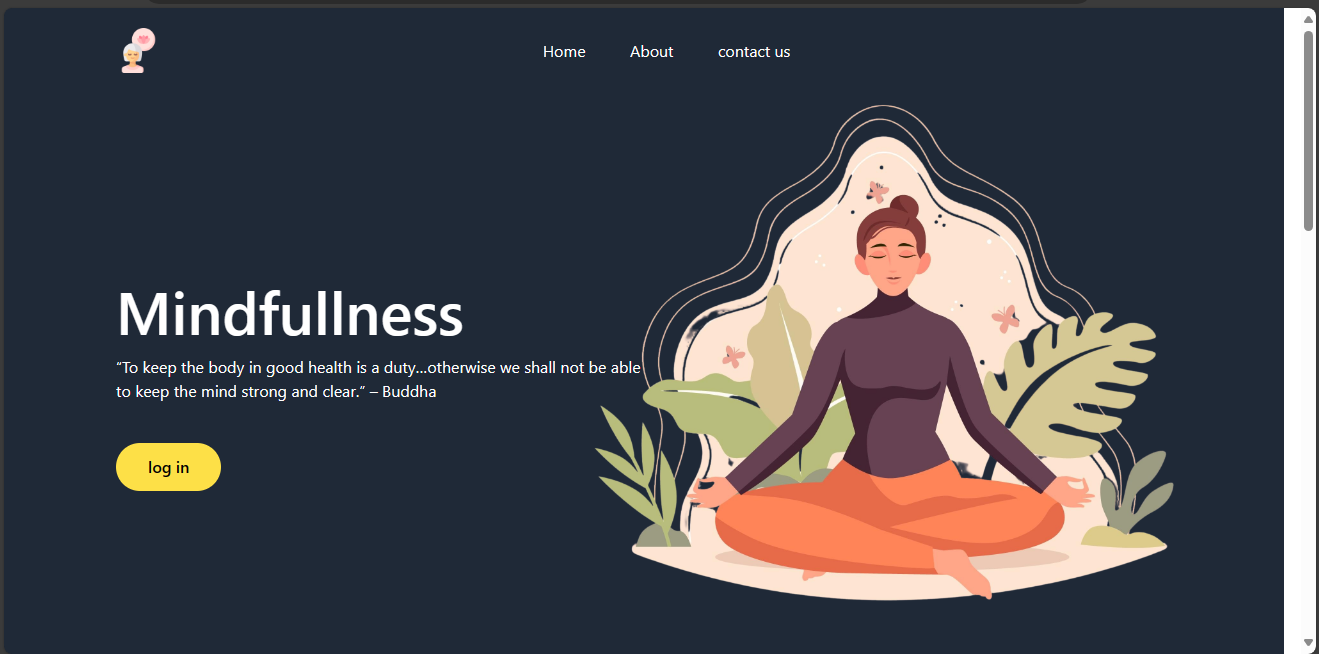 Home About contact us
Mindfullness
“To keep the body in good health is a duty...otherwise we shall not be able
to keep the mind strong and clear.” – Buddha
log in